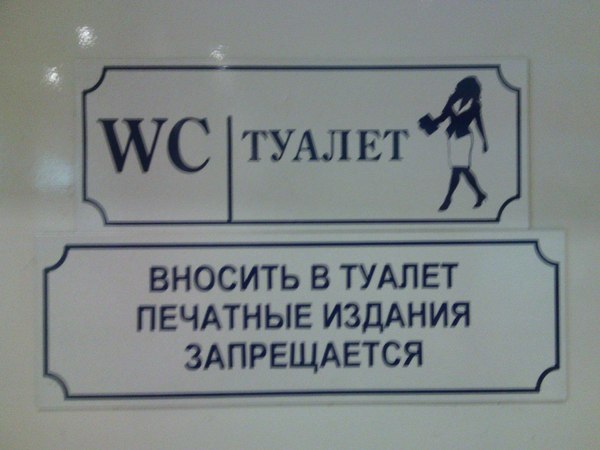 WC ТУАЛЕТ
ВНОСИТЬ В ТУАЛЕТ
ПЕЧАТНЫЕ ИЗДАНИЯ
ЗАПРЕЩАЕТСЯ